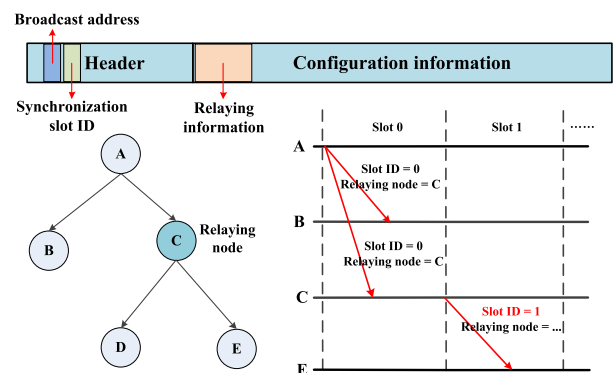 Broadcast address
Header
Configuration information
Synchronization
slot ID
Relaying
information
A
B
C
Relaying
node
D
E
Slot 0
Slot 1
......
A
Slot ID = 0
Relaying node = C
B
Slot ID = 0
Relaying node = C
C
Slot ID = 1
Relaying node = ...
E